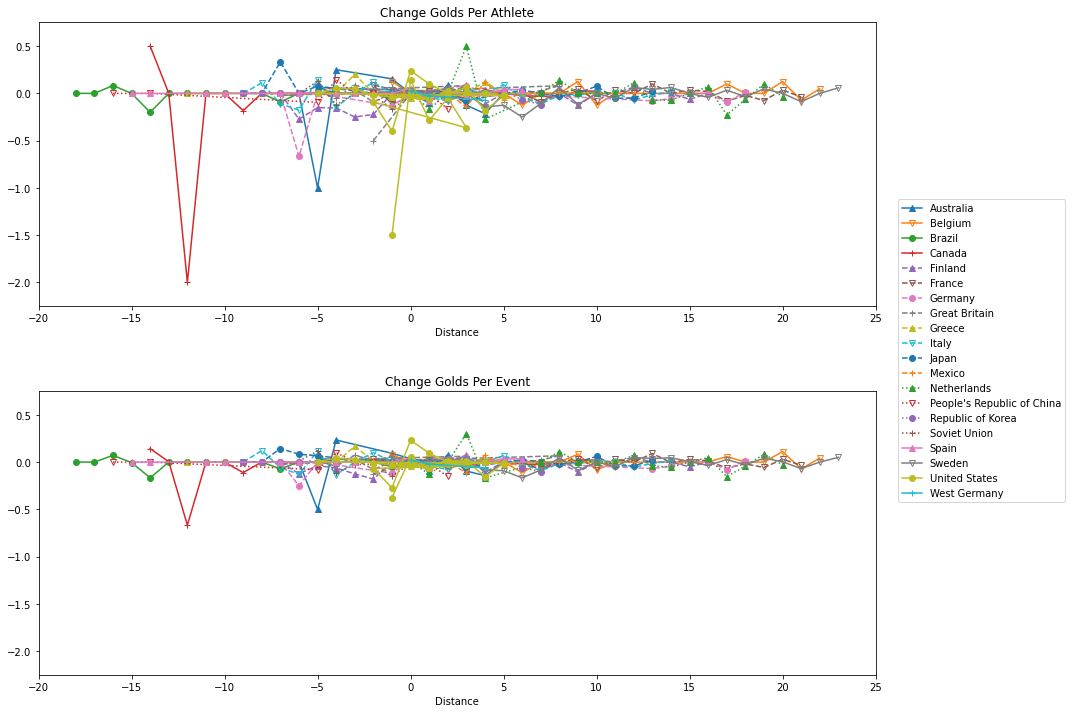 Change Golds Per Athlete
0.5
0.0
−0.5
−1.0
−1.5
−2.0
−20 −15 −10 −5 0 5 10 15 20 25
Distance
Change Golds Per Event
0.5
0.0
−0.5
−1.0
−1.5
−2.0
−20 −15 −10 −5 0 5 10 15 20 25
Distance
Australia
Belgium
Brazil
Canada
Finland
France
Germany
Great Britain
Greece
Italy
Japan
Mexico
Netherlands
People's Republic of China
Republic of Korea
Soviet Union
Spain
Sweden
United States
West Germany